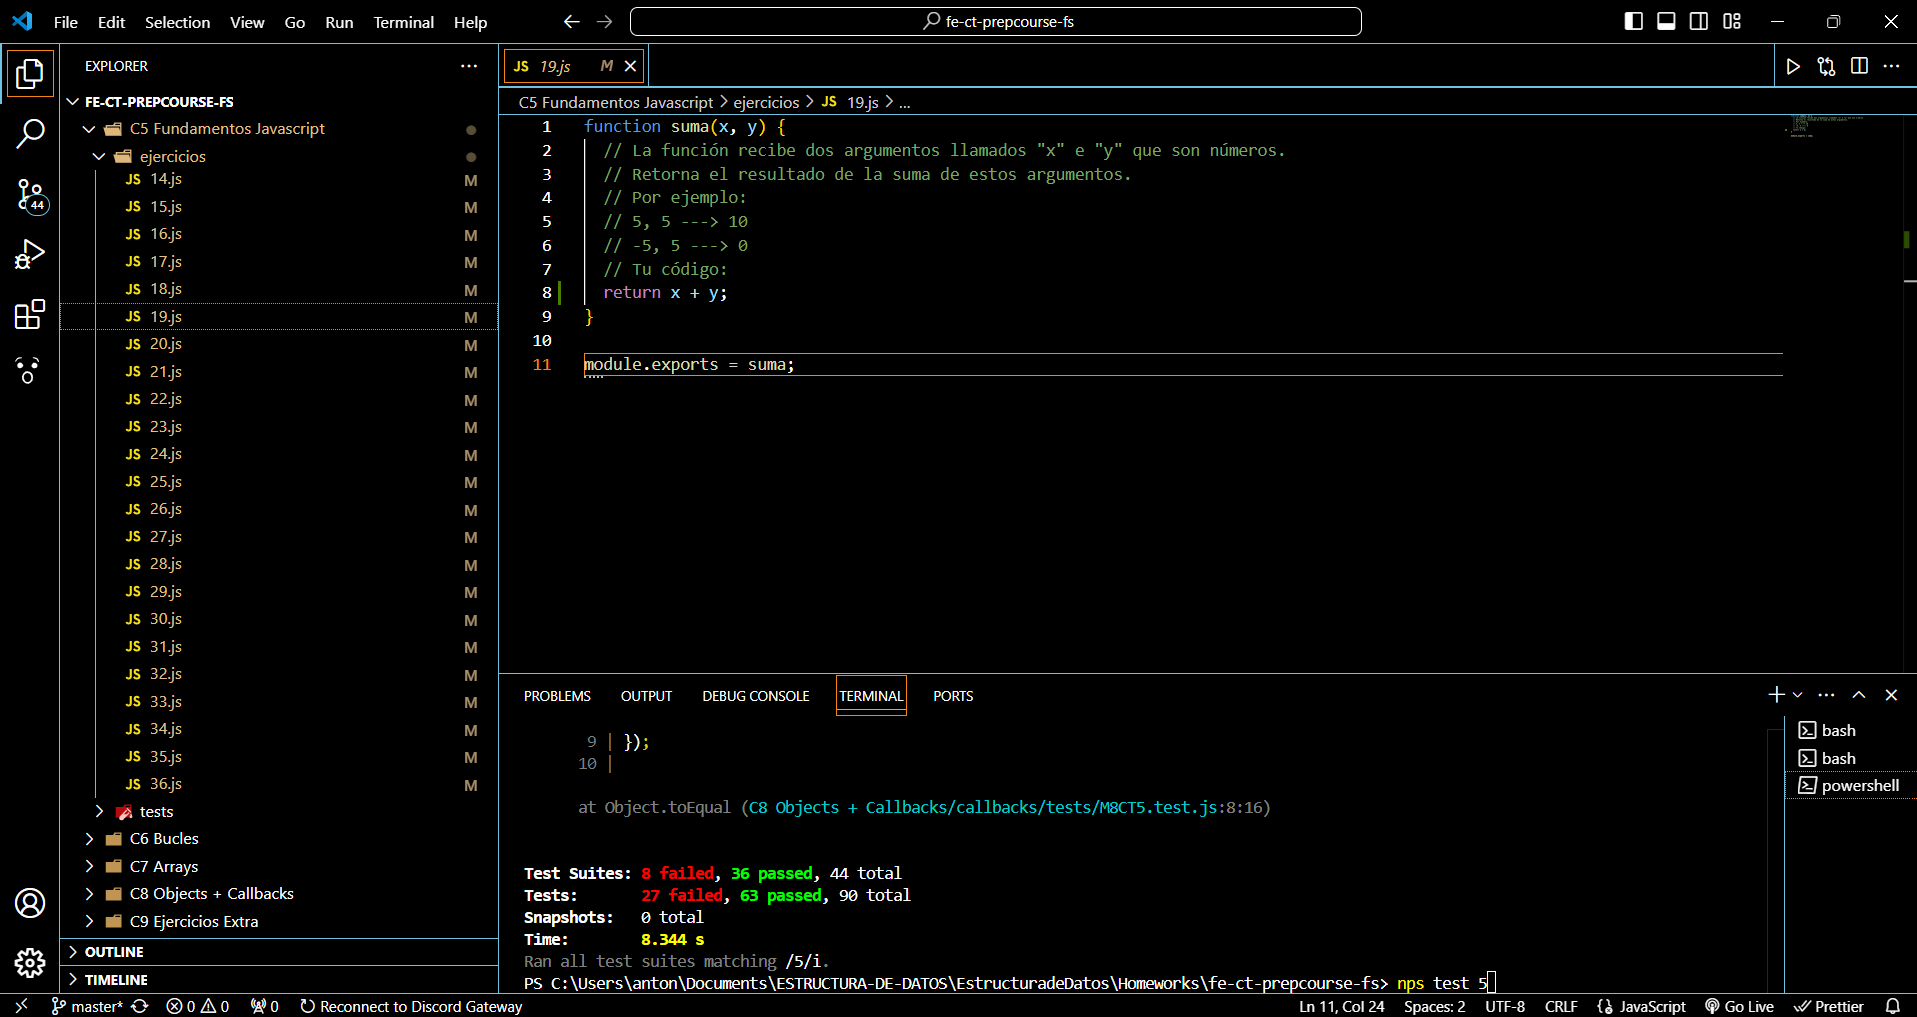 File Edit Selection View Go Run Terminal Help
fe-ct-prepcourse-fs
EXPLORER
FE-CT-PREPCOURSE-FS
C5 Fundamentos Javascript
ejercicios
JS 14.js M
JS 15.js M
JS 16.js M
JS 17.js M
JS 18.js M
JS 19.js M
JS 20.js M
JS 21.js M
JS 22.js M
JS 23.js M
JS 24.js M
JS 25.js M
JS 26.js M
JS 27.js M
JS 28.js M
JS 29.js M
JS 30.js M
JS 31.js M
JS 32.js M
JS 33.js M
JS 34.js M
JS 35.js M
JS 36.js M
tests
C6 Bucles
C7 Arrays
C8 Objects + Callbacks
C9 Ejercicios Extra
OUTLINE
TIMELINE
44
JS 19.js M
C5 Fundamentos Javascript > ejercicios > JS 19.js > ...
1 function suma(x, y) {
2 // La función recibe dos argumentos llamados "x" e "y" que son números.
3 // Retorna el resultado de la suma de estos argumentos.
4 // Por ejemplo:
5 // 5, 5 ---> 10
6 // -5, 5 ---> 0
7 // Tu código:
8 return x + y;
9 }
10
11 module.exports = suma;
PROBLEMS OUTPUT DEBUG CONSOLE TERMINAL PORTS
9 | });
10 |
at Object.toEqual (C8 Objects + Callbacks/callbacks/tests/M8CT5.test.js:8:16)
Test Suites: 8 failed, 36 passed, 44 total
Tests: 27 failed, 63 passed, 90 total
Snapshots: 0 total
Time: 8.344 s
Ran all test suites matching /5/i.
PS C:\Users\anton\Documents\ESTRUCTURA-DE-DATOS\EstructuradeDatos\Homeworks\fe-ct-prepcourse-fs> nps test 5
bash
bash
powershell
master* 0 0 0 Reconnect to Discord Gateway
Ln 11, Col 24 Spaces: 2 UTF-8 CRLF JavaScript Go Live Prettier